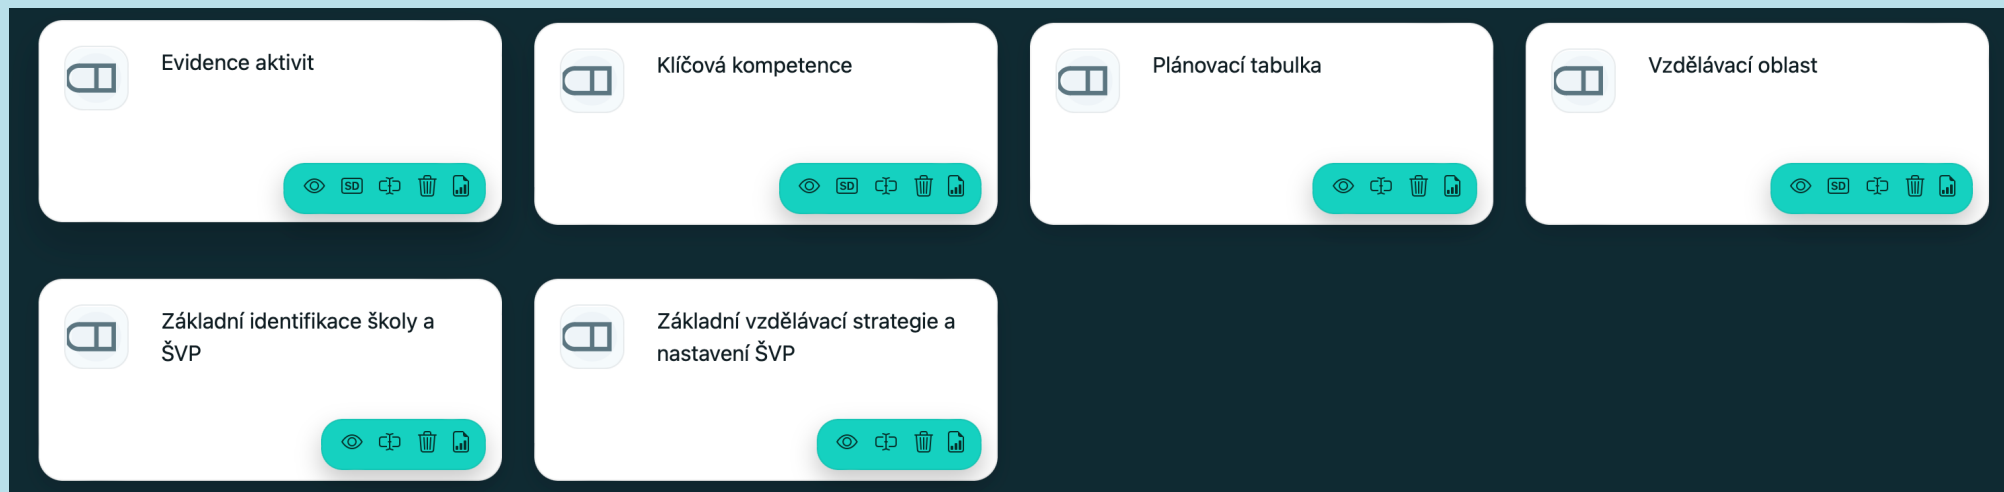 Evidence aktivit
SD
Klíčová kompetence
SD
Plánovací tabulka
Vzdělávací oblast
SD
Základní identifikace školy a
ŠVP
Základní vzdělávací strategie a
nastavení ŠVP